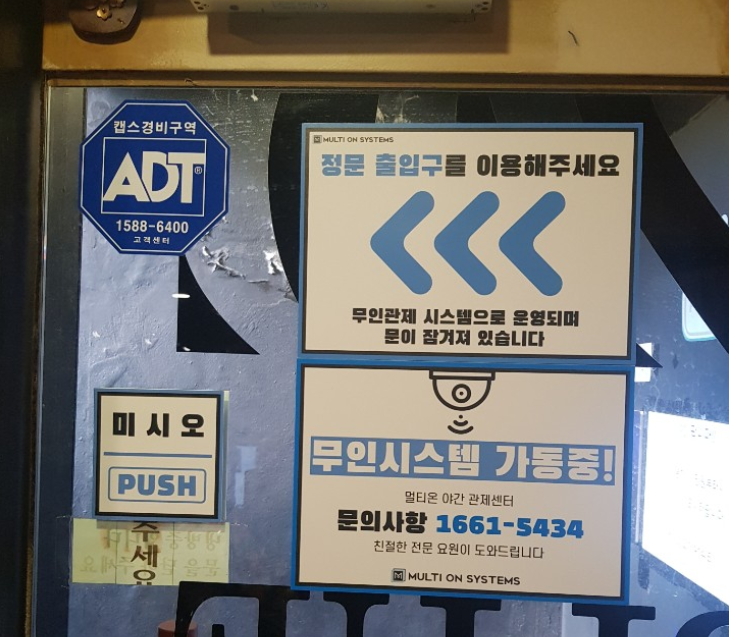 캡스경비구역
ADT®
1588-6400
고객센터
MULTI ON SYSTEMS
정문 출입구를 이용해주세요
무인관제 시스템으로 운영되며
문이 잠겨져 있습니다
미시오
PUSH
주세요
무인시스템 가동중!
멀티온 야간 관제센터
문의사항 1661-5434
친절한 전문 요원이 도와드립니다
MULTI ON SYSTEMS